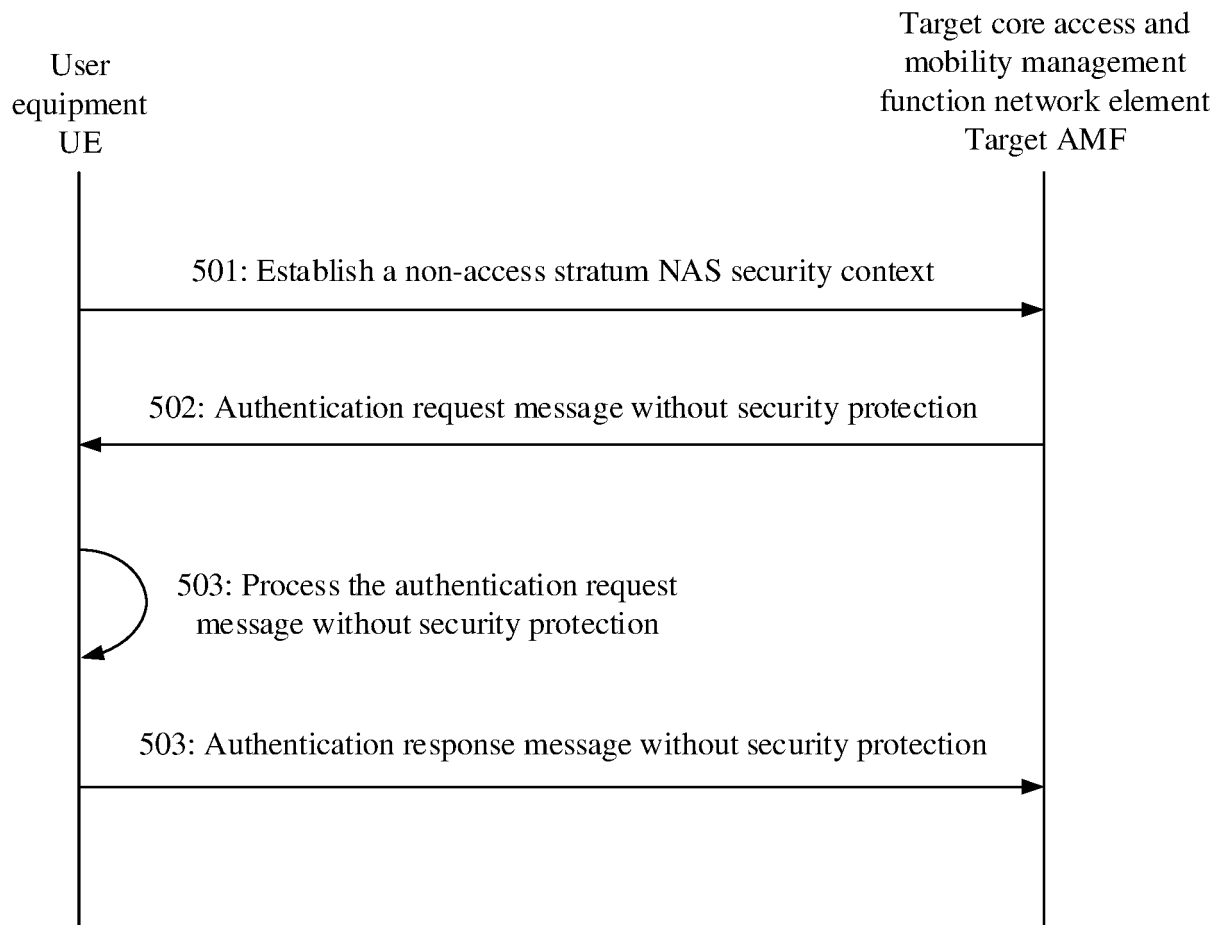 User
equipment
UE
Target core access and
mobility management
function network element
Target AMF
501: Establish a non-access stratum NAS security context
502: Authentication request message without security protection
503: Process the authentication request
message without security protection
503: Authentication response message without security protection